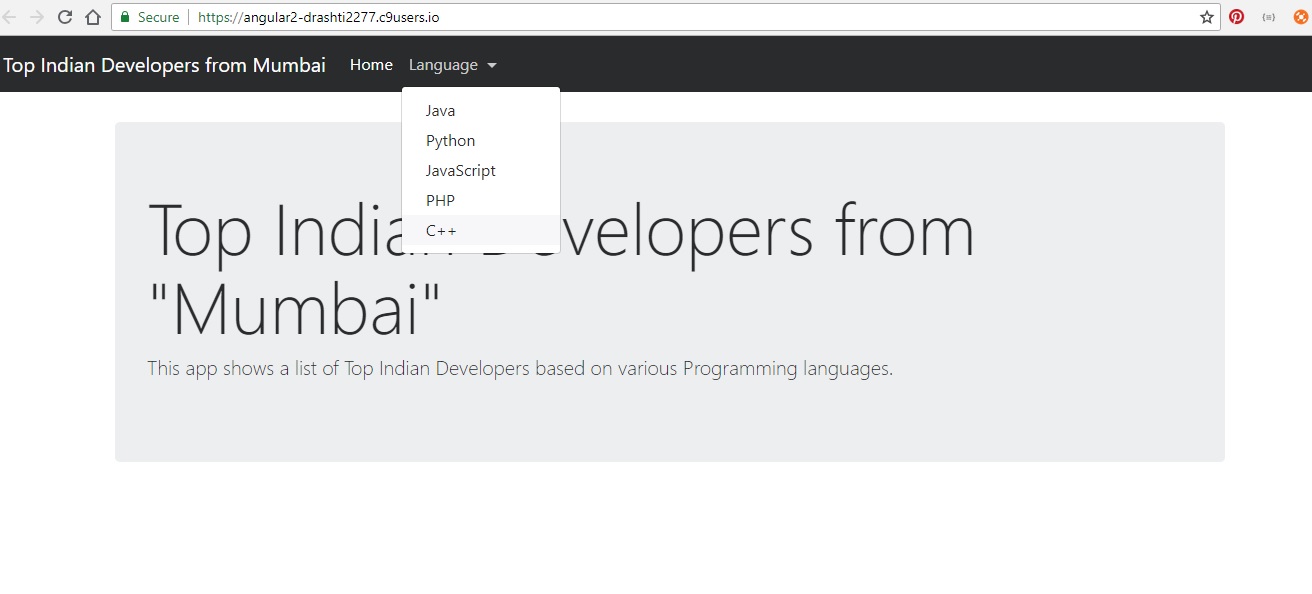 Secure https://angular2-drashti2277.c9users.io
Top Indian Developers from Mumbai Home Language
Java
Python
JavaScript
PHP
C++
Top Indian Developers from
"Mumbai"
This app shows a list of Top Indian Developers based on various Programming languages.